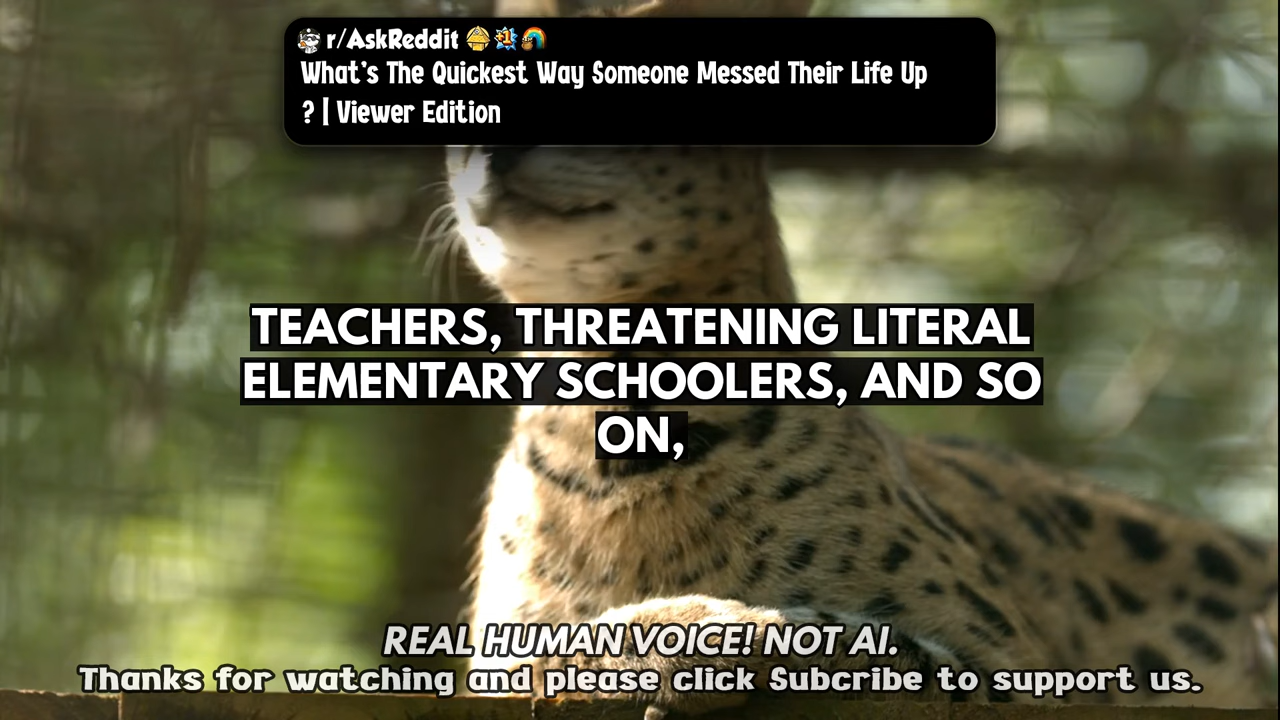 r/AskReddit
What's The Quickest Way Someone Messed Their Life Up
? | Viewer Edition
TEACHERS, THREATENING LITERAL
ELEMENTARY SCHOOLERS, AND SO
ON,
REAL HUMAN VOICE! NOT AI.
Thanks for watching and please click Subcribe to support us.